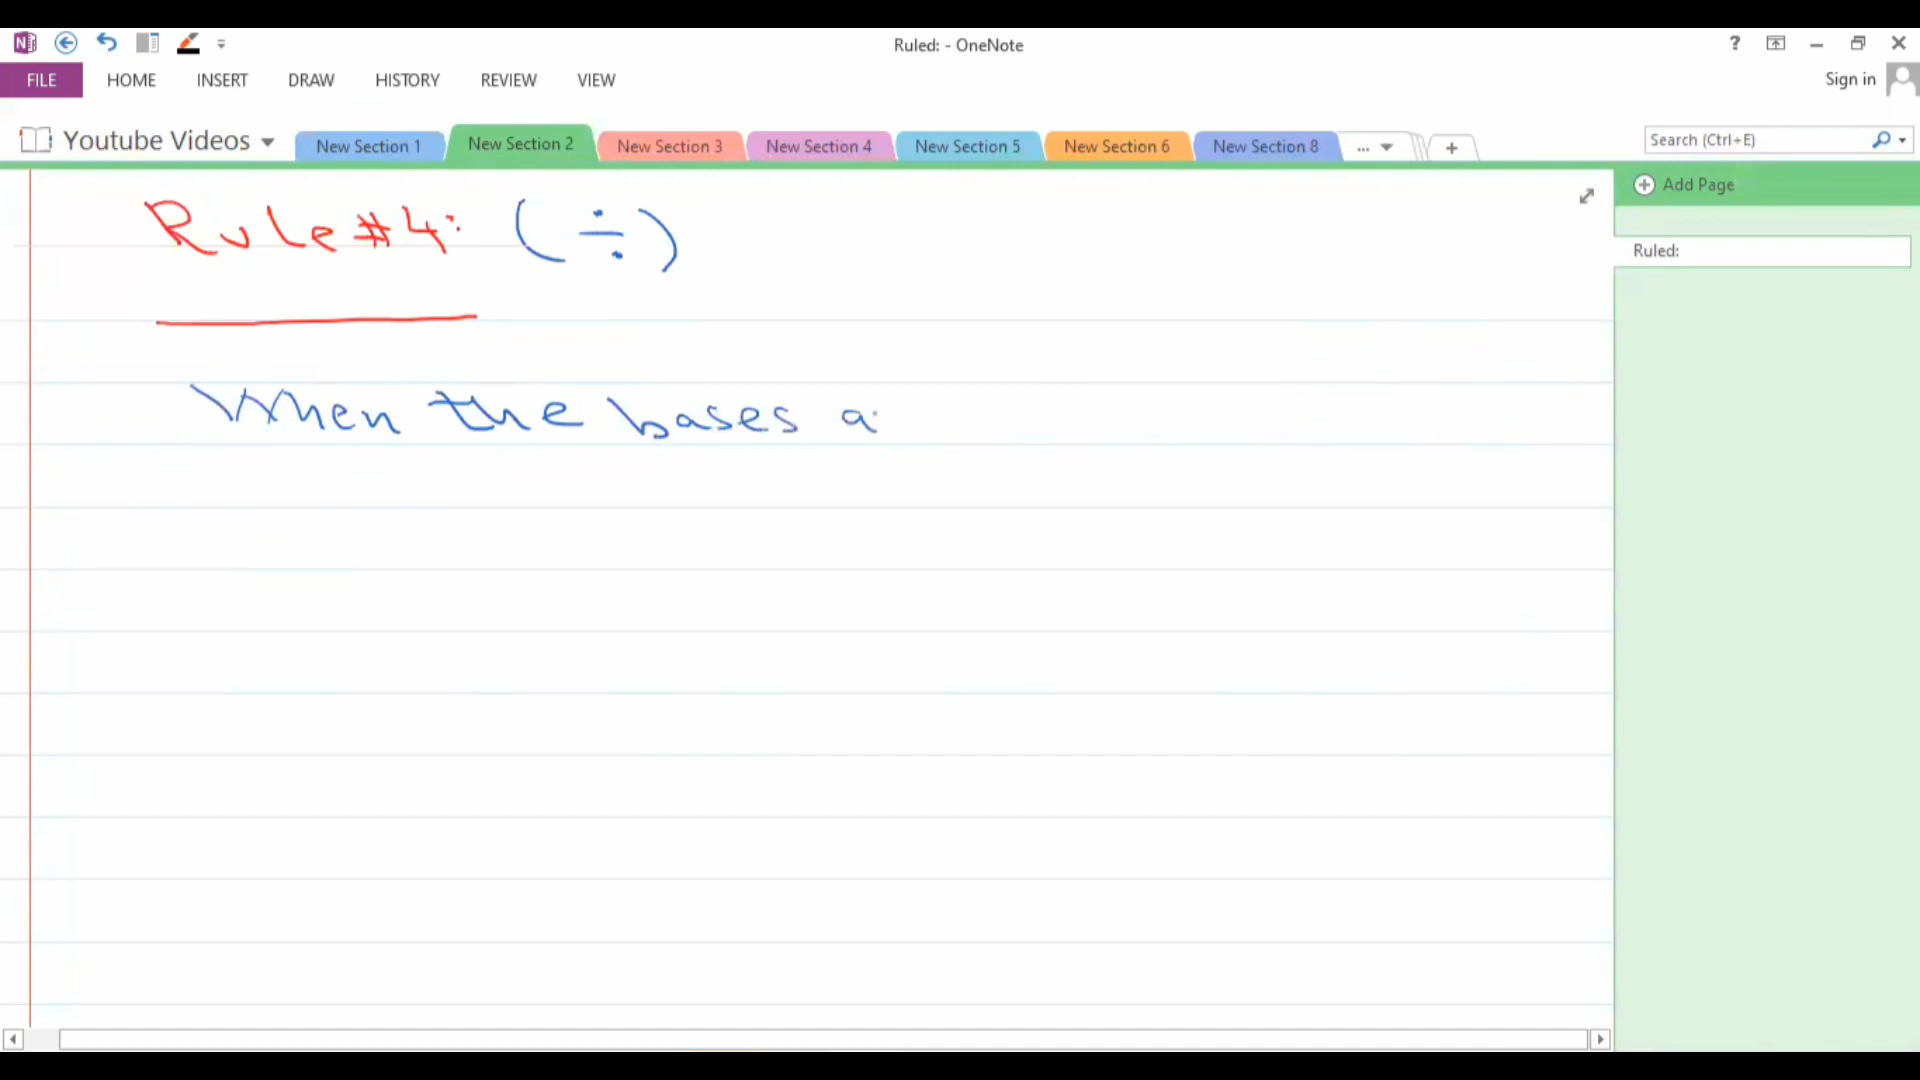 Ruled: - OneNote
?
FILE HOME INSERT DRAW HISTORY REVIEW VIEW
Sign in
Youtube Videos
New Section 1 New Section 2 New Section 3 New Section 4 New Section 5 New Section 6 New Section 8 ... +
Search (Ctrl+E)
Add Page
Ruled:
Rule #4: (÷)
When the bases a